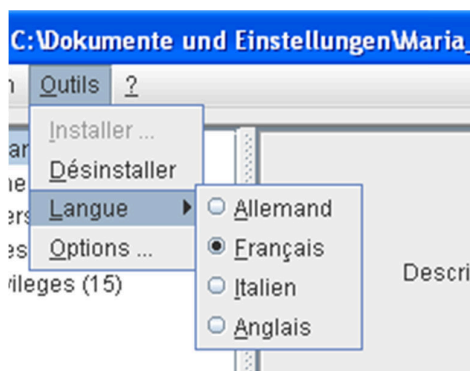 C:\Dokumente und Einstellungen\Maria_
Outils ?
Installer ...
Désinstaller
Langue
Options ...
Allemand
Français
Italien
Anglais
Descri
vileges (15)